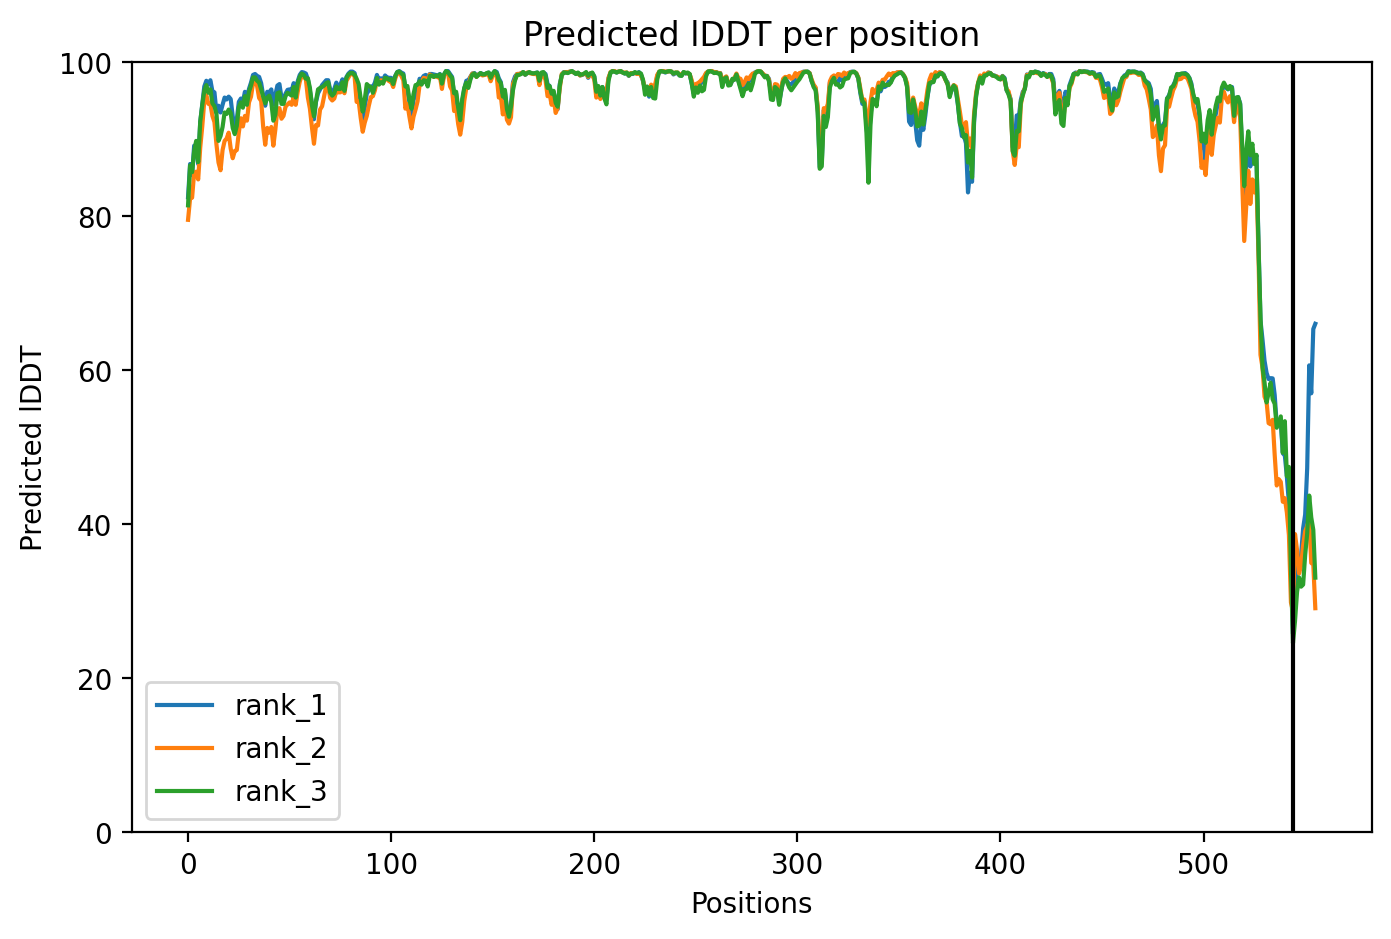 Predicted lDDT per position
100
80
60
40
20
0
Predicted lDDT
rank_1
rank_2
rank_3
0 100 200 300 400 500
Positions